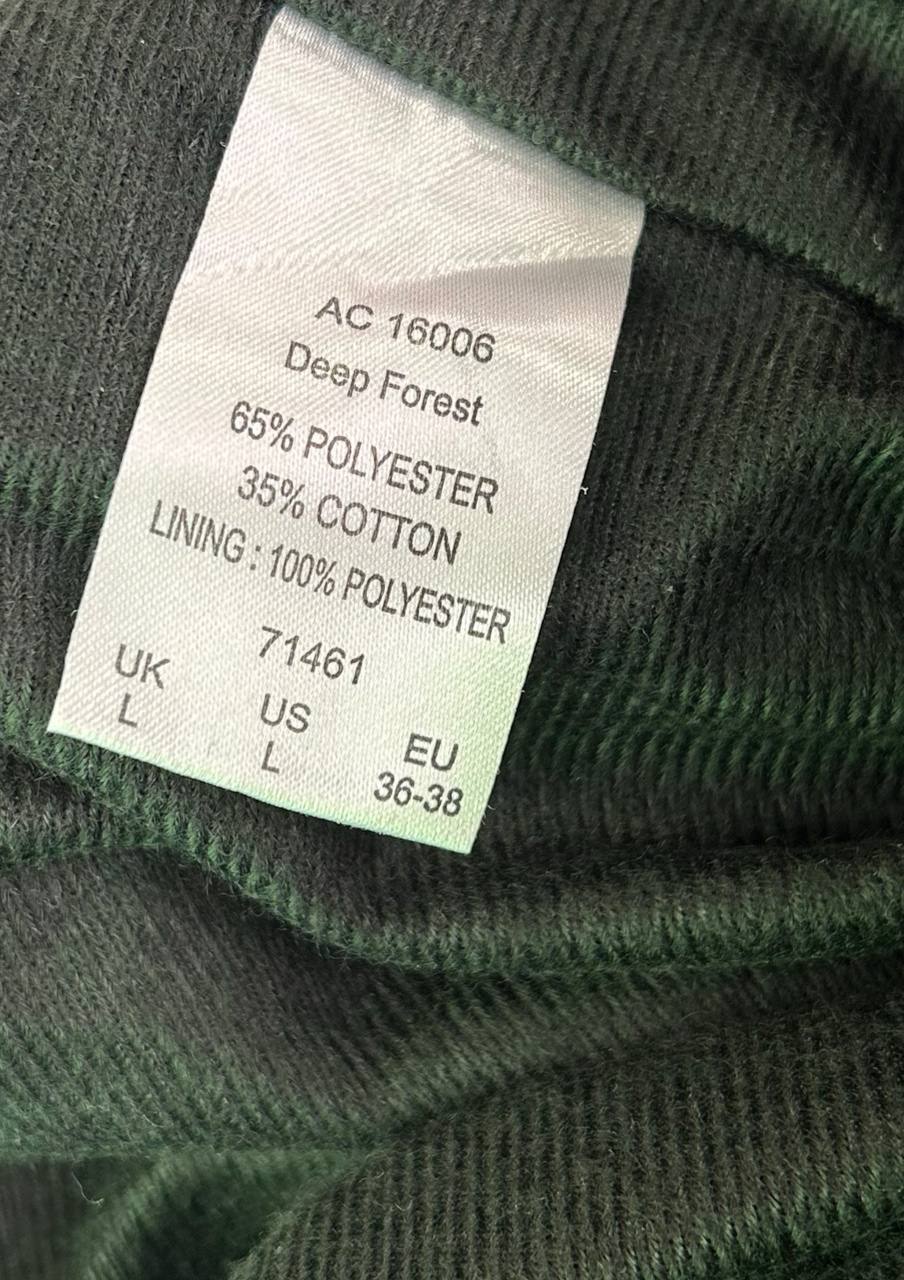 AC 16006
Deep Forest
65% POLYESTER
35% COTTON
LINING : 100% POLYESTER
71461
UK US EU
L L 36-38